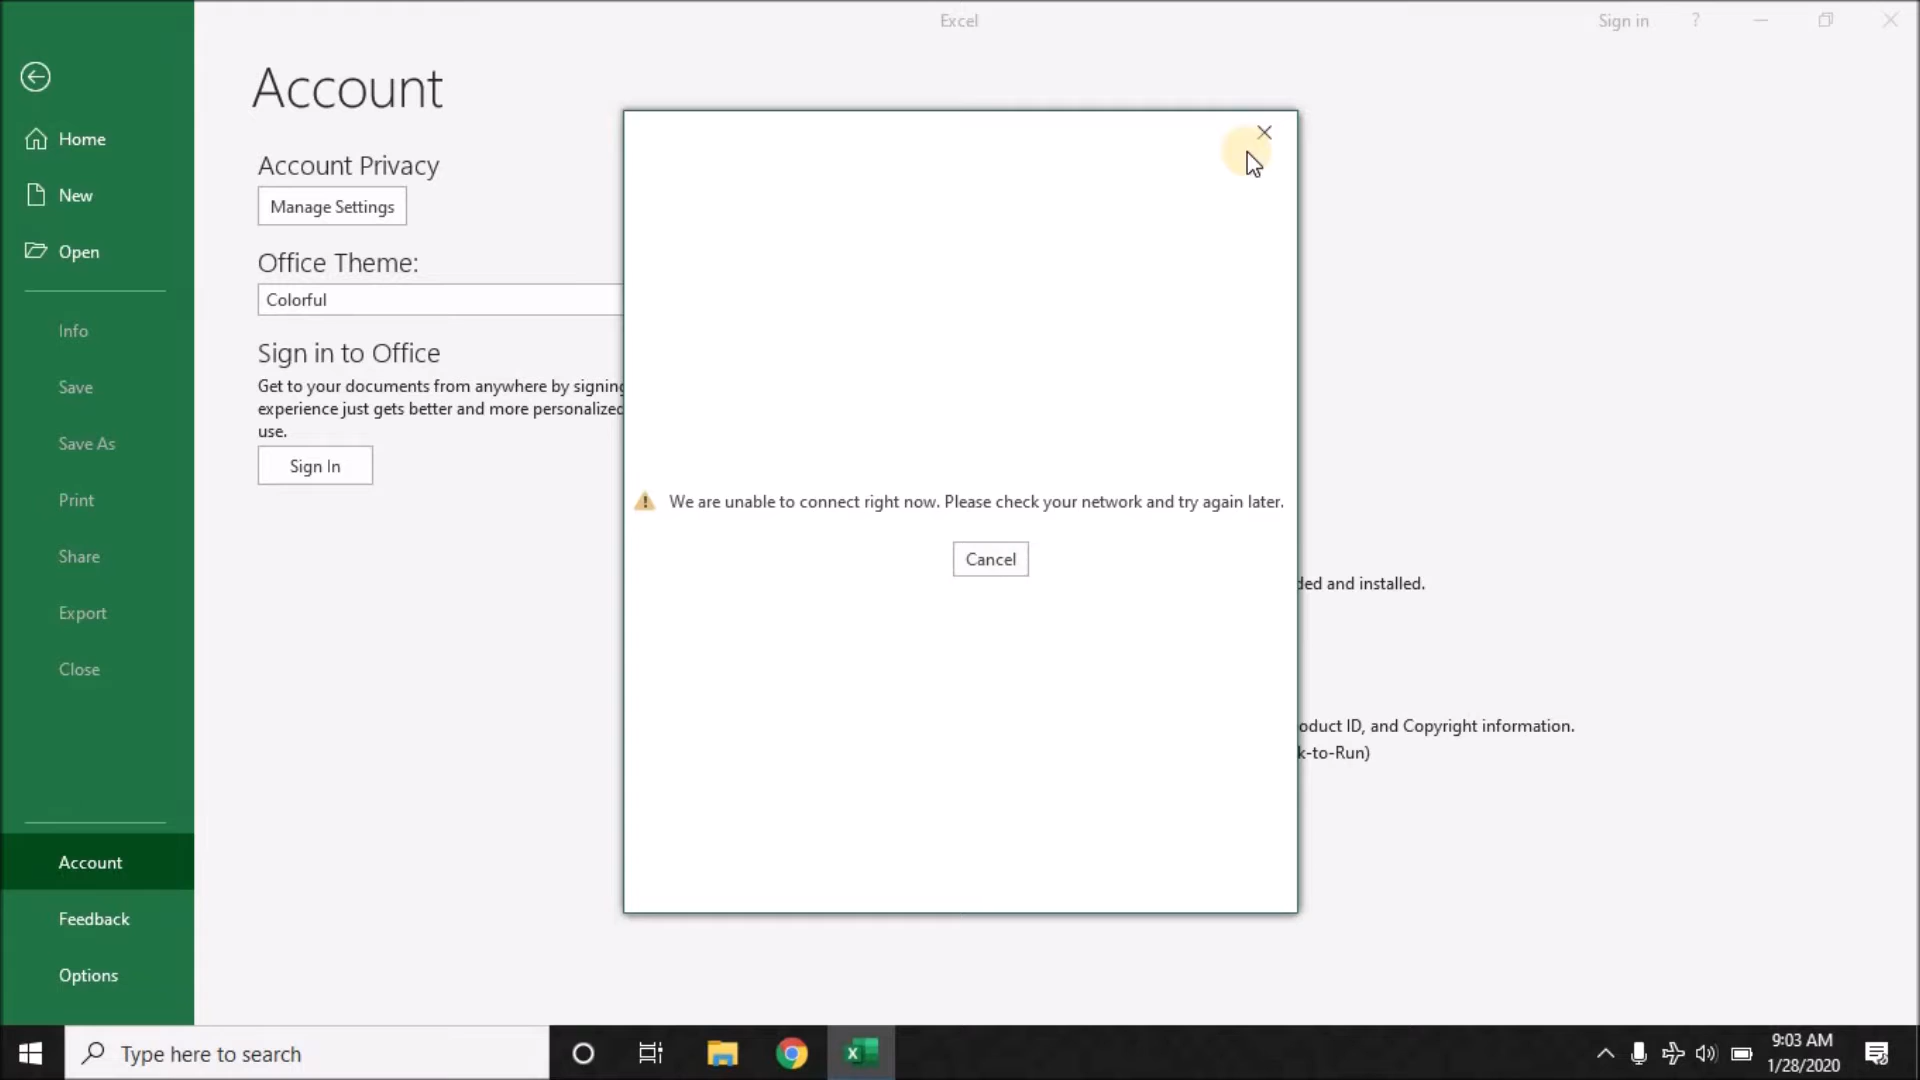 Excel
Sign in
?
Account
Home
New
Open
Info
Save
Save As
Print
Share
Export
Close
Account
Feedback
Options
Account Privacy
Manage Settings
Office Theme:
Colorful
Sign in to Office
Get to your documents from anywhere by signing
experience just gets better and more personalized
use.
Sign In
We are unable to connect right now. Please check your network and try again later.
Cancel
ded and installed.
oduct ID, and Copyright information.
k-to-Run)
Type here to search
9:03 AM
1/28/2020